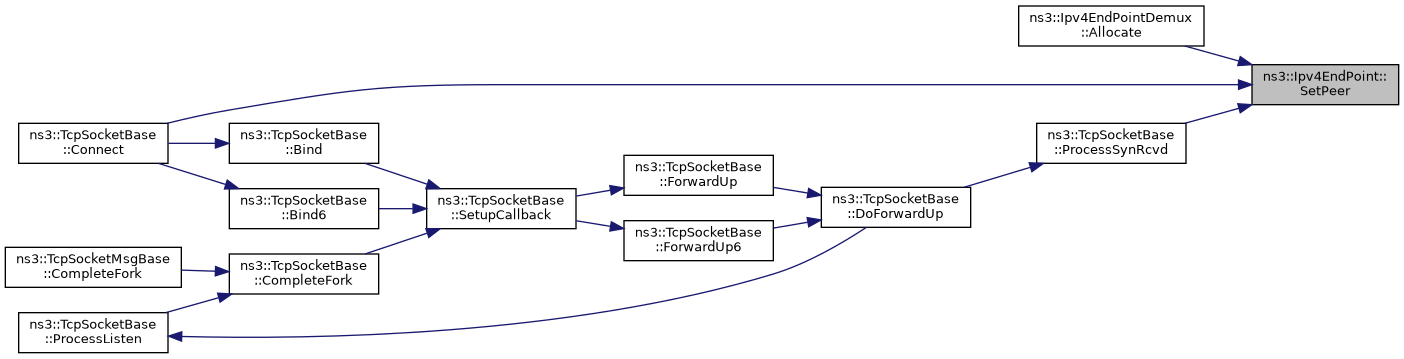 ns3::Ipv4EndPointDemux
::Allocate
ns3::Ipv4EndPoint::
SetPeer
ns3::TcpSocketBase
::Connect
ns3::TcpSocketBase
::Bind
ns3::TcpSocketBase
::ProcessSynRcvd
ns3::TcpSocketBase
::ForwardUp
ns3::TcpSocketBase
::Bind6
ns3::TcpSocketBase
::SetupCallback
ns3::TcpSocketBase
::DoForwardUp
ns3::TcpSocketBase
::ForwardUp6
ns3::TcpSocketMsgBase
::CompleteFork
ns3::TcpSocketBase
::CompleteFork
ns3::TcpSocketBase
::ProcessListen